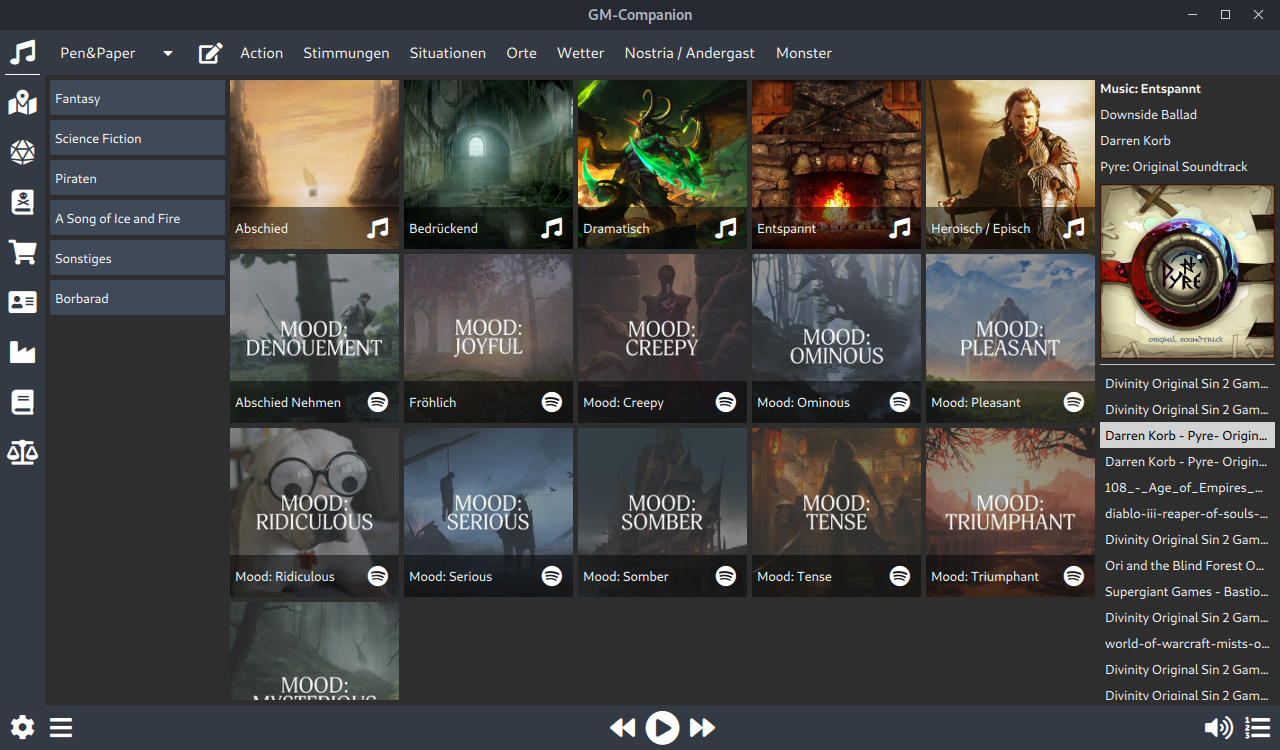 GM-Companion
Pen&Paper
Action Stimmungen Situationen Orte Wetter Nostria / Andergast Monster
Fantasy
Science Fiction
Piraten
A Song of Ice and Fire
Sonstiges
Borbarad
Abschied
Bedrückend
Dramatisch
Entspannt
Heroisch / Episch
MOOD:
DENOUEMENT
Abschied Nehmen
MOOD:
JOYFUL
Fröhlich
MOOD:
CREEPY
Mood: Creepy
MOOD:
OMINOUS
Mood: Ominous
MOOD:
PLEASANT
Mood: Pleasant
MOOD:
RIDICULOUS
Mood: Ridiculous
MOOD:
SERIOUS
Mood: Serious
MOOD:
SOMBER
Mood: Somber
MOOD:
TENSE
Mood: Tense
MOOD:
TRIUMPHANT
Mood: Triumphant
MOOD:
MYSTERIOUS
Music: Entspannt
Downside Ballad
Darren Korb
Pyre: Original Soundtrack
PYRE
ORIGINAL SOUNDTRACK
Divinity Original Sin 2 Gam...
Divinity Original Sin 2 Gam...
Darren Korb - Pyre- Origin...
Darren Korb - Pyre- Origin...
108_-_Age_of_Empires_...
diablo-iii-reaper-of-souls-...
Divinity Original Sin 2 Gam...
Ori and the Blind Forest O...
Supergiant Games - Bastio...
Divinity Original Sin 2 Gam...
world-of-warcraft-mists-o...
Divinity Original Sin 2 Gam...
Divinity Original Sin 2 Gam...